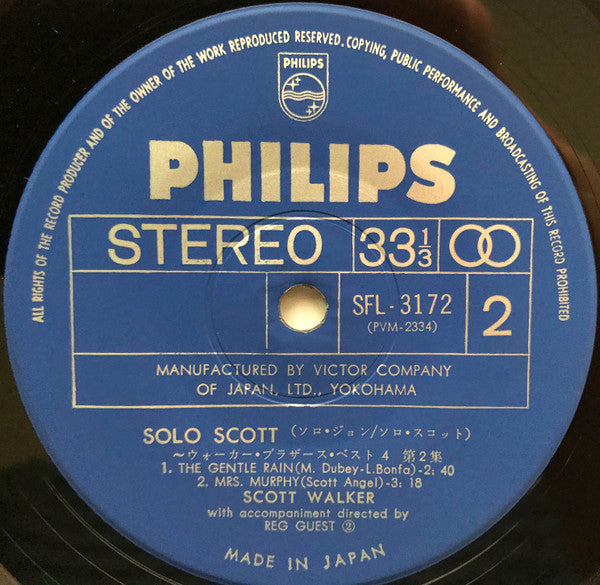 ALL RIGHTS OF THE RECORD PRODUCER AND OF THE OWNER OF THE WORK REPRODUCED RESERVED. COPYING, PUBLIC PERFORMANCE AND BROADCASTING OF THIS RECORD PROHIBITED
PHILIPS
PHILIPS
STEREO 33 1/3
SFL-3172 2
(PVM-2334)
MANUFACTURED BY VICTOR COMPANY
OF JAPAN, LTD., YOKOHAMA
SOLO SCOTT (ソロ・ジョン/ソロ・スコット)
~ウォーカー・ブラザース・ベスト4 第2集
1. THE GENTLE RAIN(M. Dubey-L.Bonfa)-2: 40
2. MRS. MURPHY(Scott Angel)-3: 18
SCOTT WALKER
with accompaniment directed by
REG GUEST ②
MADE IN JAPAN